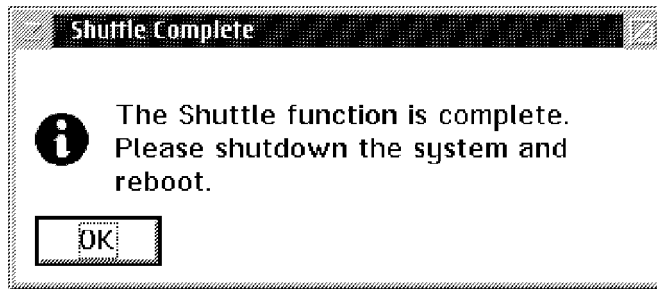 Shuttle Complete
The Shuttle function is complete.
Please shutdown the system and
reboot.
OK